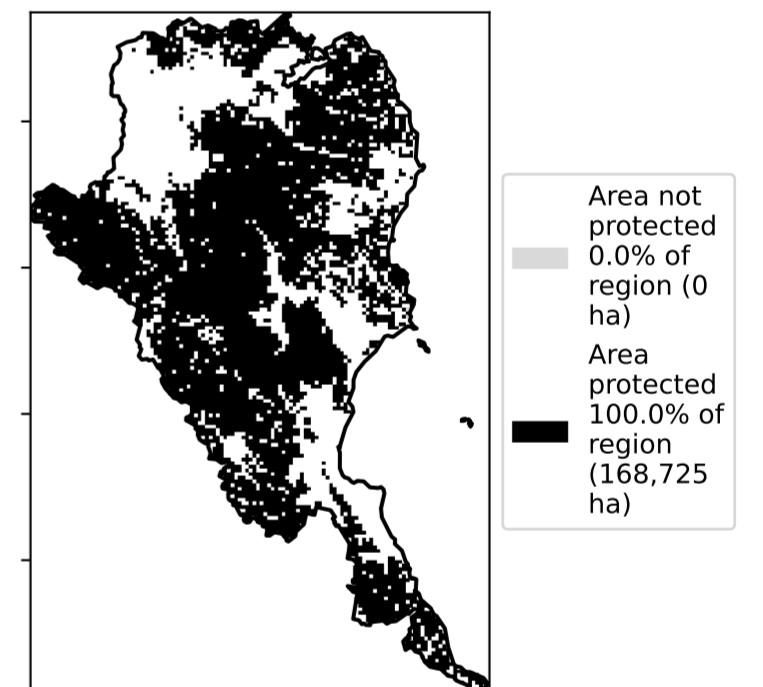 Area not
protected
0.0% of
region (0
ha)
Area
protected
100.0% of
region
(168,725
ha)